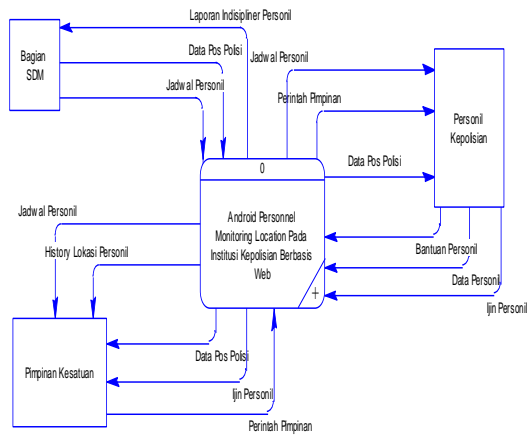 Laporan Indisipliner Personil
Bagian
SDM
Data Pos Polisi
Jadwal Personil
Jadwal Personil
Perintah Pimpinan
Personil
Kepolisian
Data Pos Polisi
0
Android Personnel
Monitoring Location Pada
Institusi Kepolisian Berbasis
Web
+
Jadwal Personil
History Lokasi Personil
Bantuan Personil
Data Personil
Ijin Personil
Pimpinan Kesatuan
Data Pos Polisi
Ijin Personil
Perintah Pimpinan